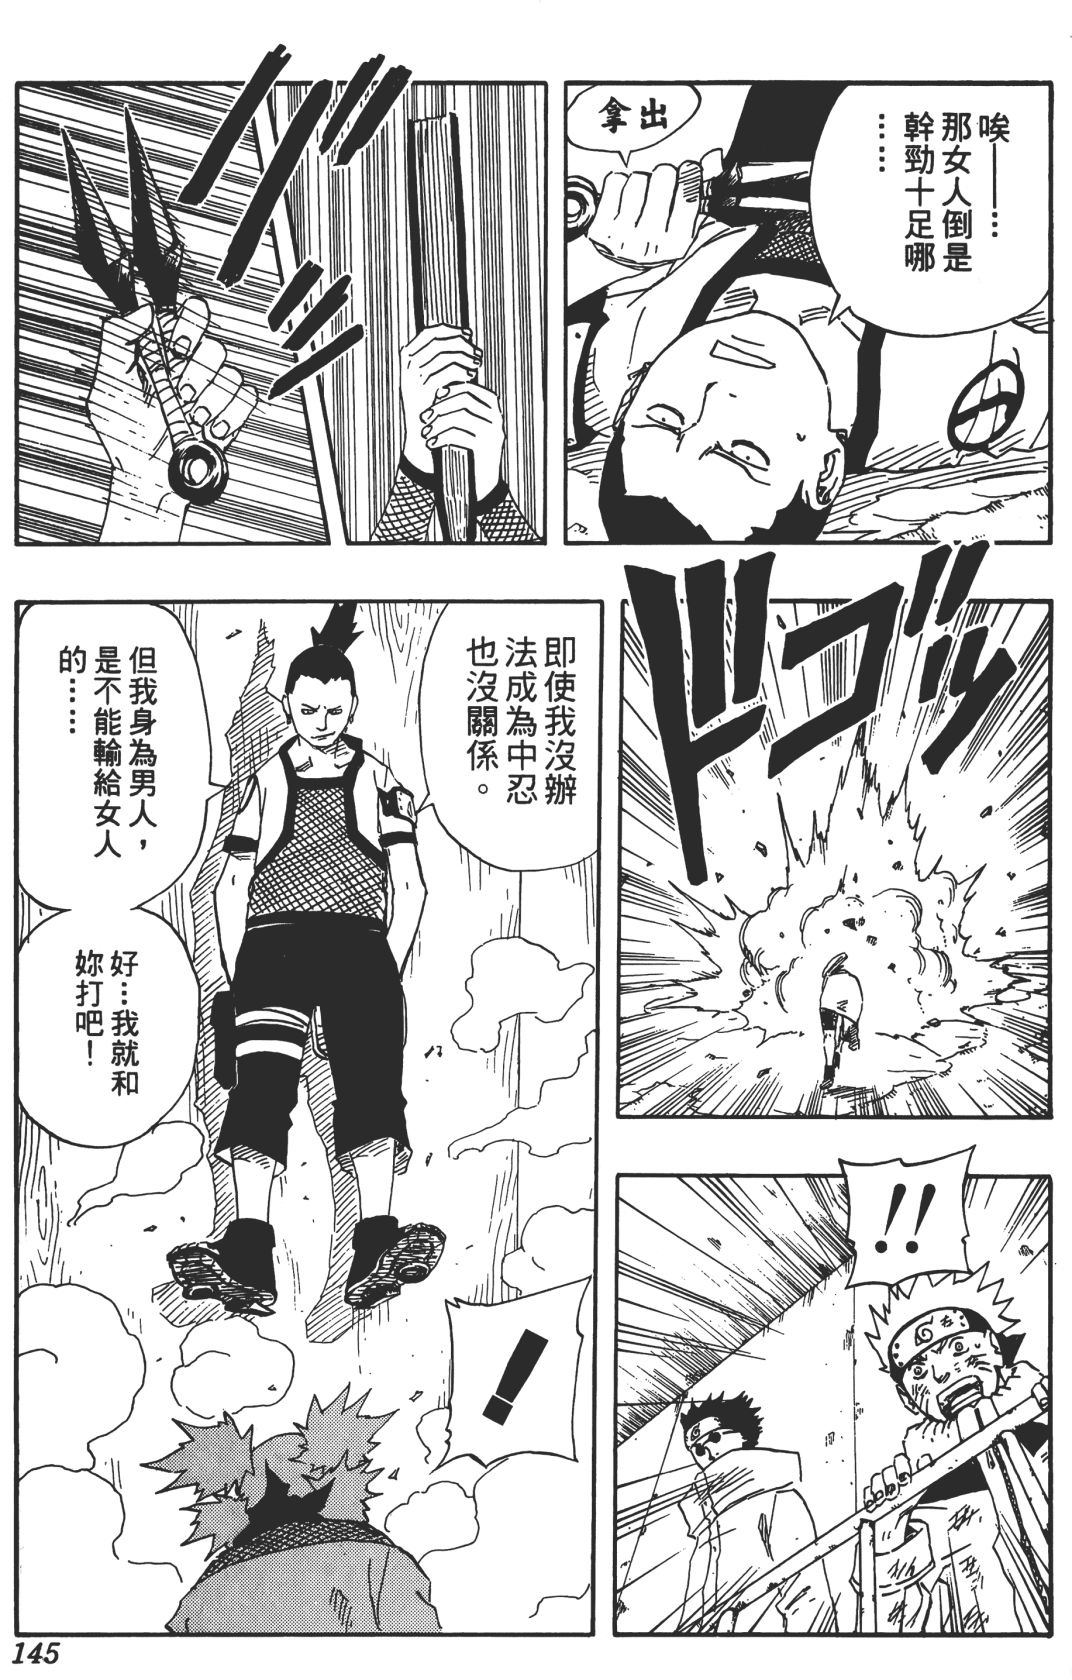 唉——…
那女人倒是
幹勁十足哪
……
拿出
ドゴッ
!!
即使我沒辦
法成為中忍
也沒關係。
但我身為男人，
是不能輸給女人
的……
好…我就和
妳打吧！
!
145